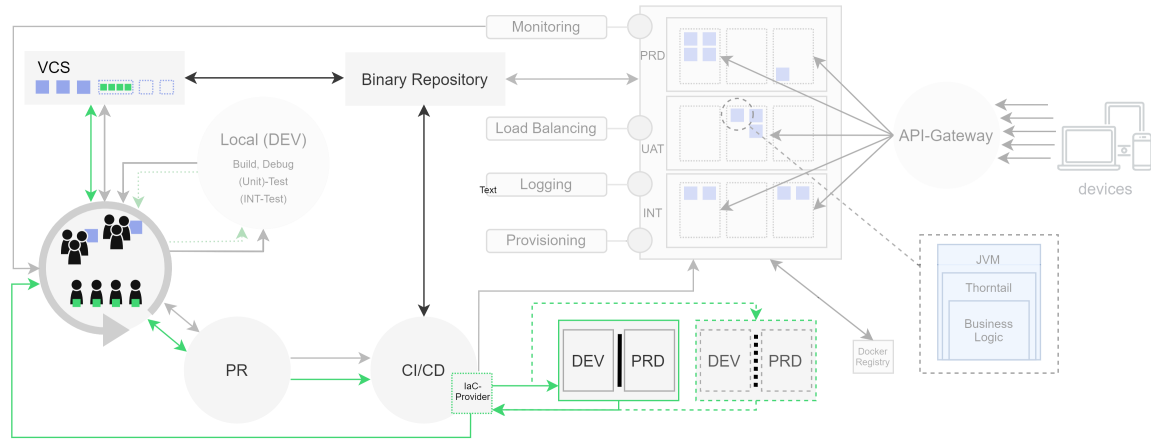 Monitoring
PRD
VCS
Binary Repository
Load Balancing
UAT
API-Gateway
Local (DEV)
Build, Debug
(Unit)-Test
(INT-Test)
Text
Logging
devices
INT
Provisioning
JVM
Thorntail
Business
Logic
PR
CI/CD
IaC-
Provider
DEV
PRD
DEV
PRD
Docker
Registry